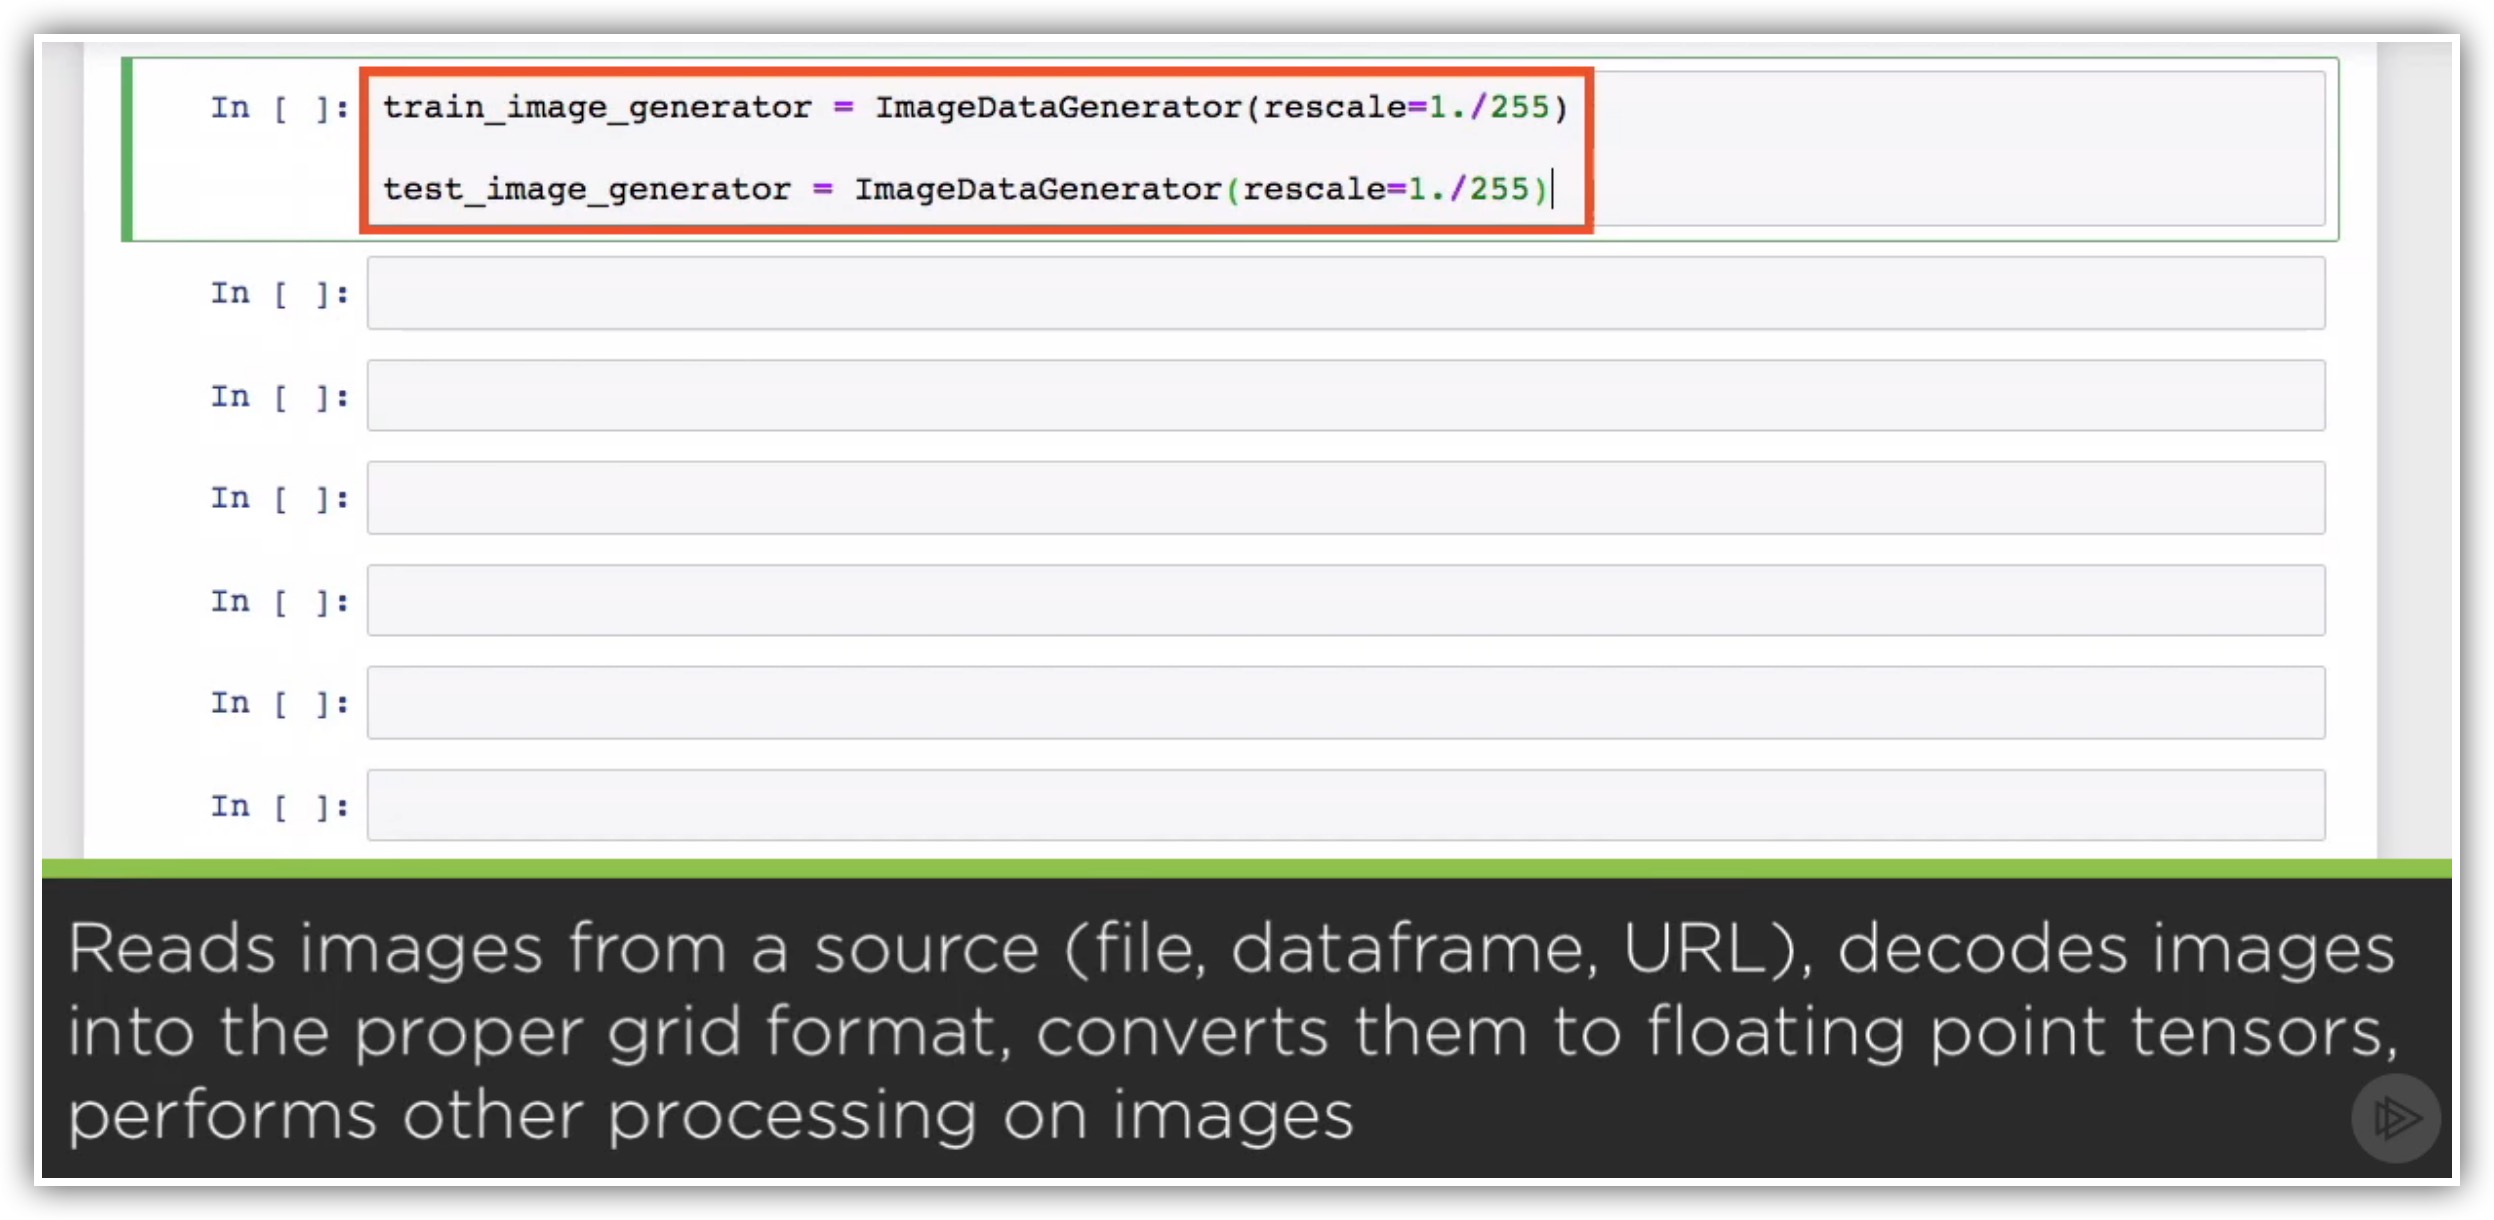 In [ ]: train_image_generator = ImageDataGenerator(rescale=1./255)
test_image_generator = ImageDataGenerator(rescale=1./255)
In [ ]:
In [ ]:
In [ ]:
In [ ]:
In [ ]:
In [ ]:
Reads images from a source (file, dataframe, URL), decodes images
into the proper grid format, converts them to floating point tensors,
performs other processing on images